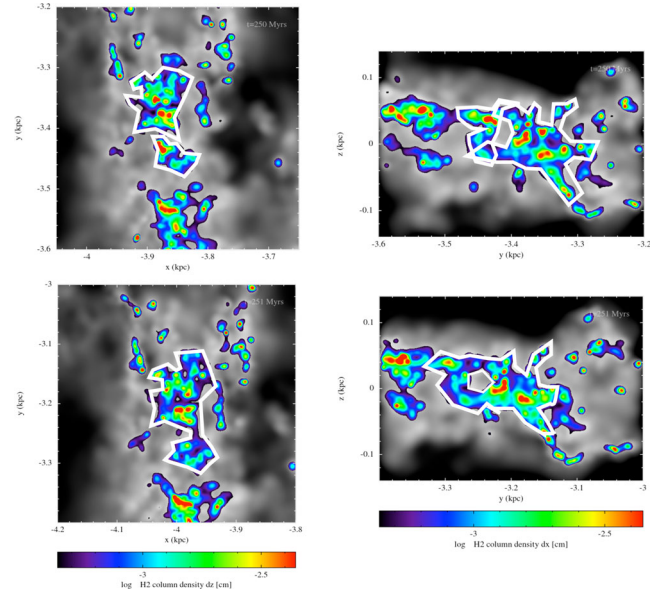 -3.2
t=250 Myrs
-3.3
-3.4
-3.5
-3.6
y (kpc)
-4
-3.9
-3.8
-3.7
x (kpc)
0.1
0
-0.1
z (kpc)
-3.6
-3.5
-3.4
-3.3
-3.2
y (kpc)
-3
t=251 Myrs
-3.1
-3.2
-3.3
y (kpc)
-4.2
-4.1
-4
-3.9
-3.8
x (kpc)
0.1
t=251 Myrs
0
-0.1
z (kpc)
-3.3
-3.2
-3.1
-3
y (kpc)
-3
-2.5
log H2 column density dz [cm]
-3
-2.5
log H2 column density dx [cm]